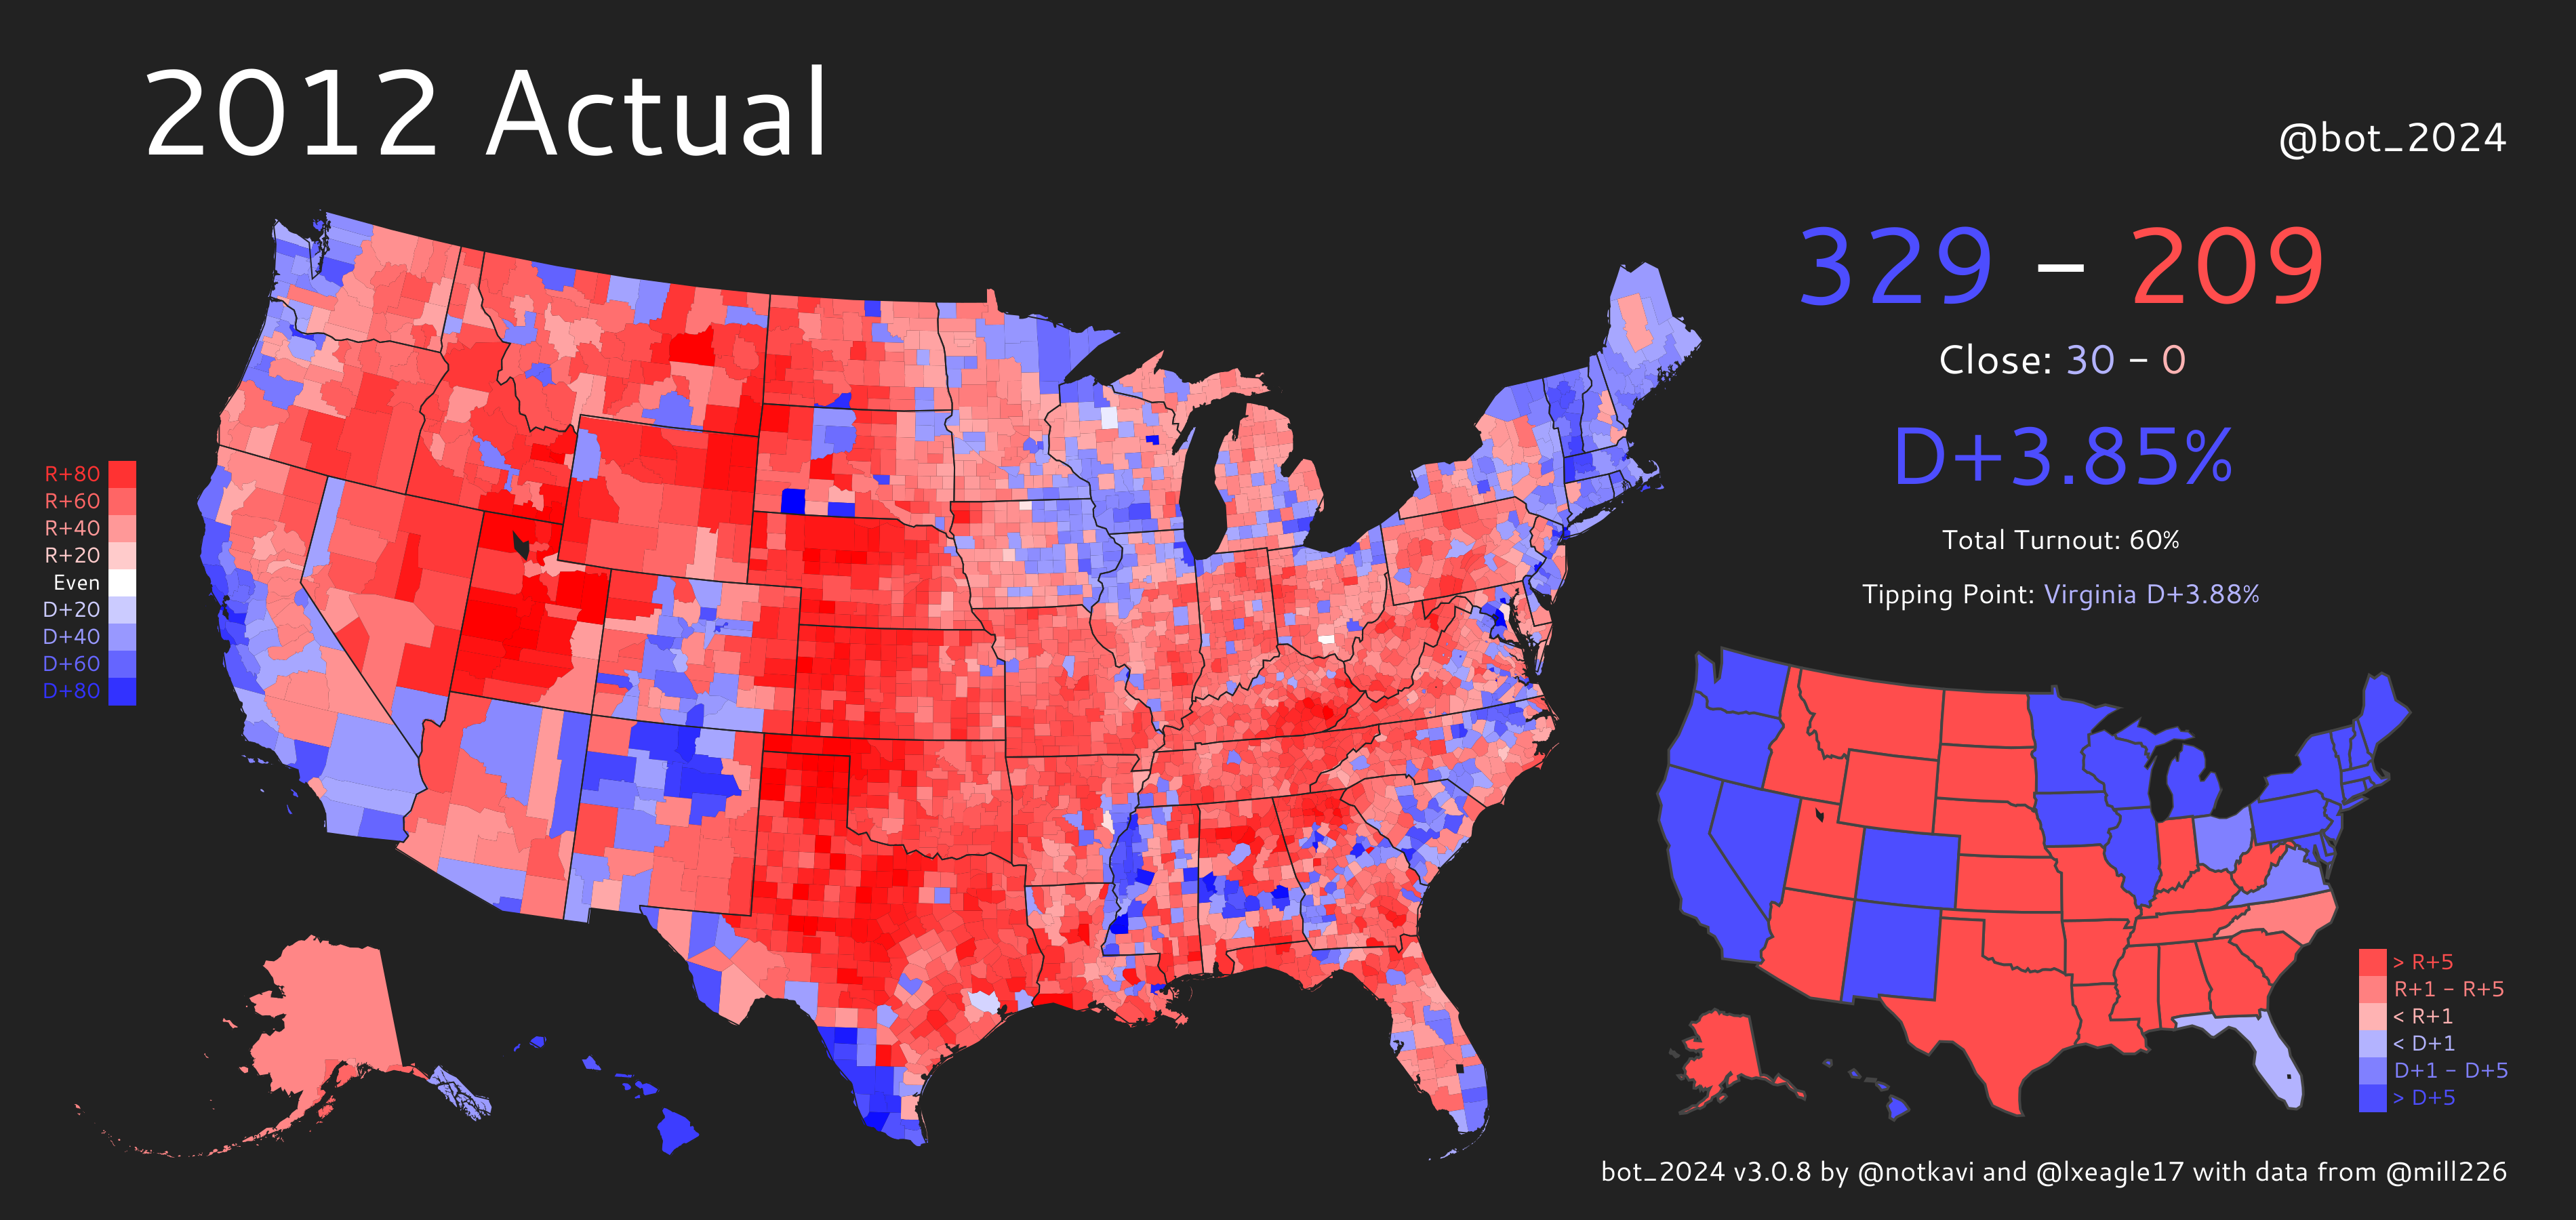 2012 Actual
@bot_2024
329 – 209
Close: 30 – 0
D+3.85%
Total Turnout: 60%
Tipping Point: Virginia D+3.88%
R+80
R+60
R+40
R+20
Even
D+20
D+40
D+60
D+80
> R+5
R+1 – R+5
< R+1
< D+1
D+1 – D+5
> D+5
bot_2024 v3.0.8 by @notkavi and @lxeagle17 with data from @mill226